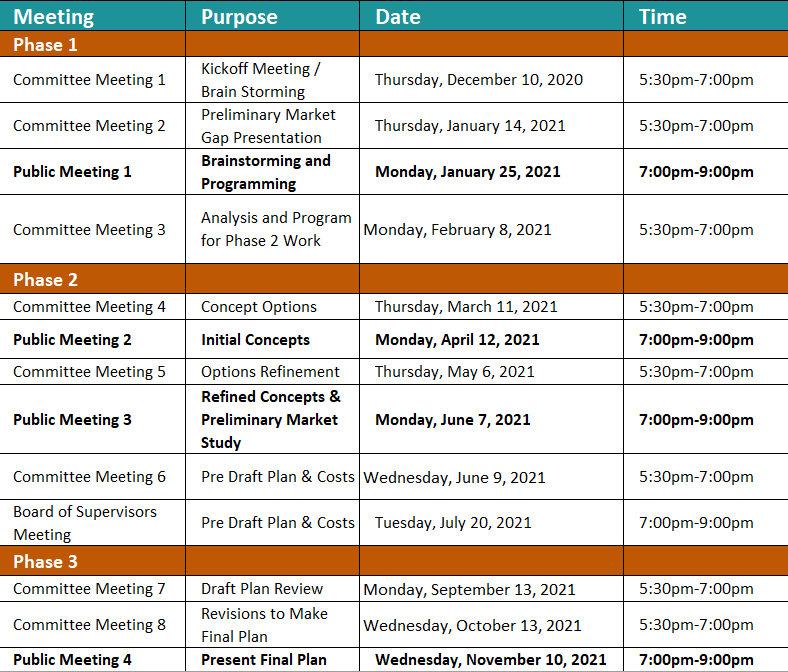 Meeting Purpose Date Time
Phase 1
Committee Meeting 1 Kickoff Meeting / Brain Storming Thursday, December 10, 2020 5:30pm-7:00pm
Committee Meeting 2 Preliminary Market Gap Presentation Thursday, January 14, 2021 5:30pm-7:00pm
Public Meeting 1 Brainstorming and Programming Monday, January 25, 2021 7:00pm-9:00pm
Committee Meeting 3 Analysis and Program for Phase 2 Work Monday, February 8, 2021 5:30pm-7:00pm
Phase 2
Committee Meeting 4 Concept Options Thursday, March 11, 2021 5:30pm-7:00pm
Public Meeting 2 Initial Concepts Monday, April 12, 2021 7:00pm-9:00pm
Committee Meeting 5 Options Refinement Thursday, May 6, 2021 5:30pm-7:00pm
Public Meeting 3 Refined Concepts & Preliminary Market Study Monday, June 7, 2021 7:00pm-9:00pm
Committee Meeting 6 Pre Draft Plan & Costs Wednesday, June 9, 2021 5:30pm-7:00pm
Board of Supervisors Meeting Pre Draft Plan & Costs Tuesday, July 20, 2021 7:00pm-9:00pm
Phase 3
Committee Meeting 7 Draft Plan Review Monday, September 13, 2021 5:30pm-7:00pm
Committee Meeting 8 Revisions to Make Final Plan Wednesday, October 13, 2021 5:30pm-7:00pm
Public Meeting 4 Present Final Plan Wednesday, November 10, 2021 7:00pm-9:00pm